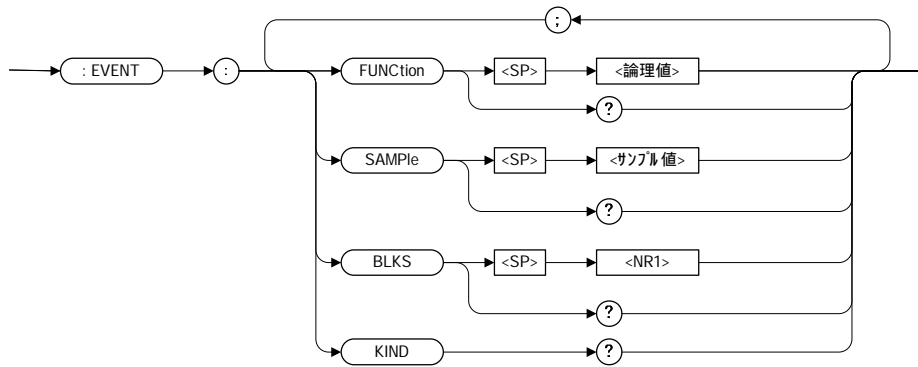 ;
: EVENT : FUNCtion <SP> <論理値>
?
SAMPle <SP> <ｻﾝﾌﾟﾙ値>
?
BLKS <SP> <NR1>
?
KIND ?